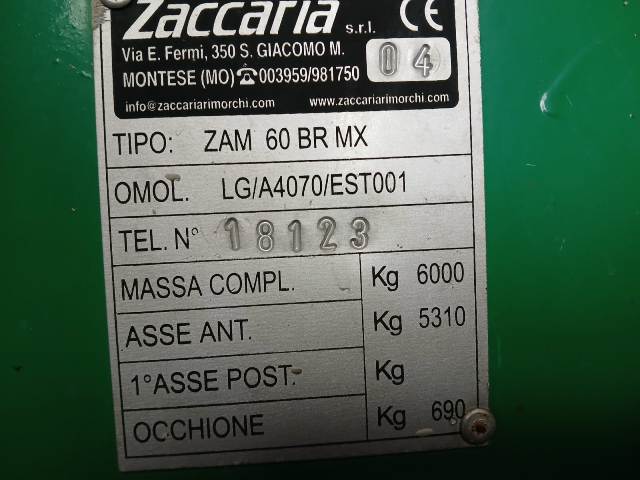 Zaccaria s.r.l. CE
Via E. Fermi, 350 S. GIACOMO M.
MONTESE (MO) ☎ 003959/981750 04
info@zaccariarimorchi.com www.zaccariarimorchi.com
TIPO: ZAM 60 BR MX
OMOL. LG/A4070/EST001
TEL. N° 18123
MASSA COMPL. Kg 6000
ASSE ANT. Kg 5310
1°ASSE POST. Kg
OCCHIONE Kg 690